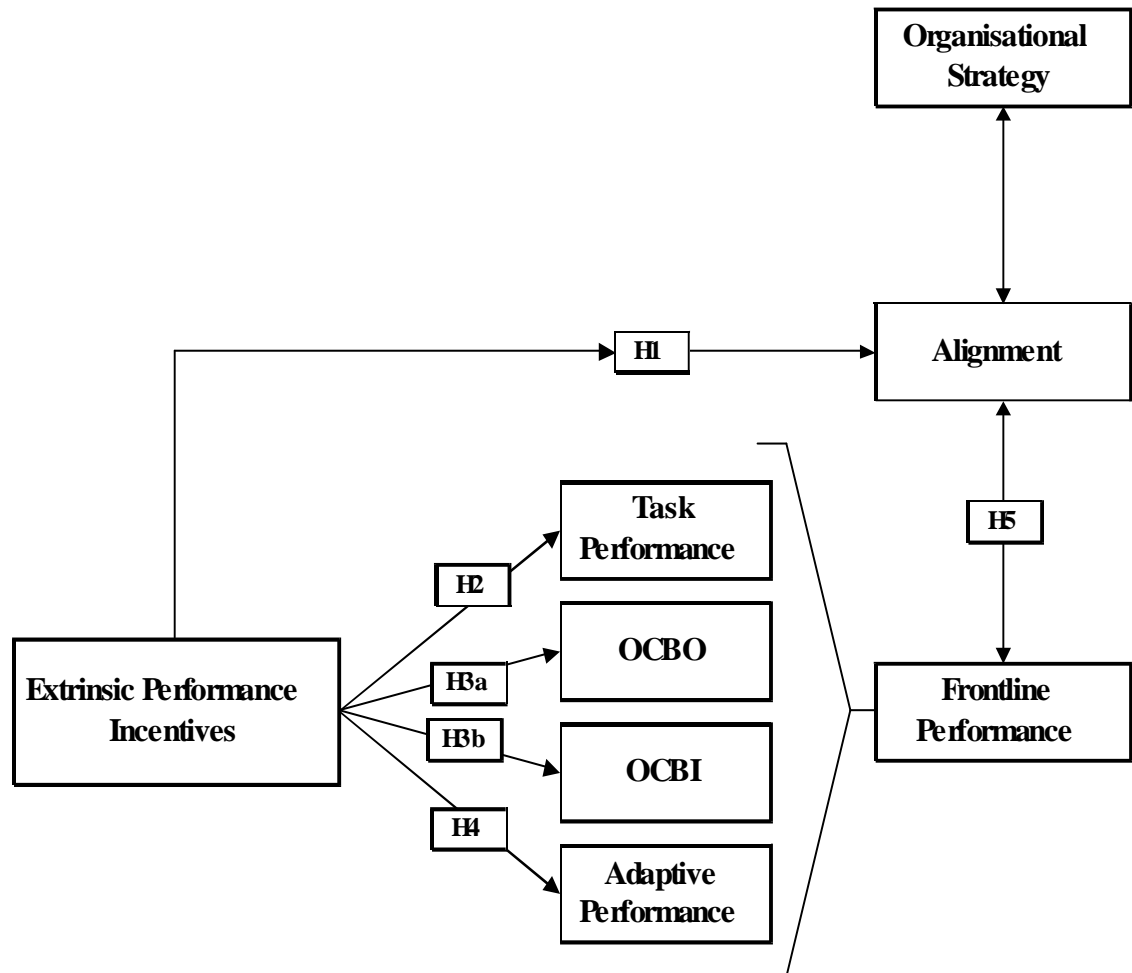 Organisational
Strategy
H1
Alignment
Task
Performance
H5
H2
OCBO
H3a
Extrinsic Performance
Incentives
Frontline
Performance
H3b
OCBI
H4
Adaptive
Performance